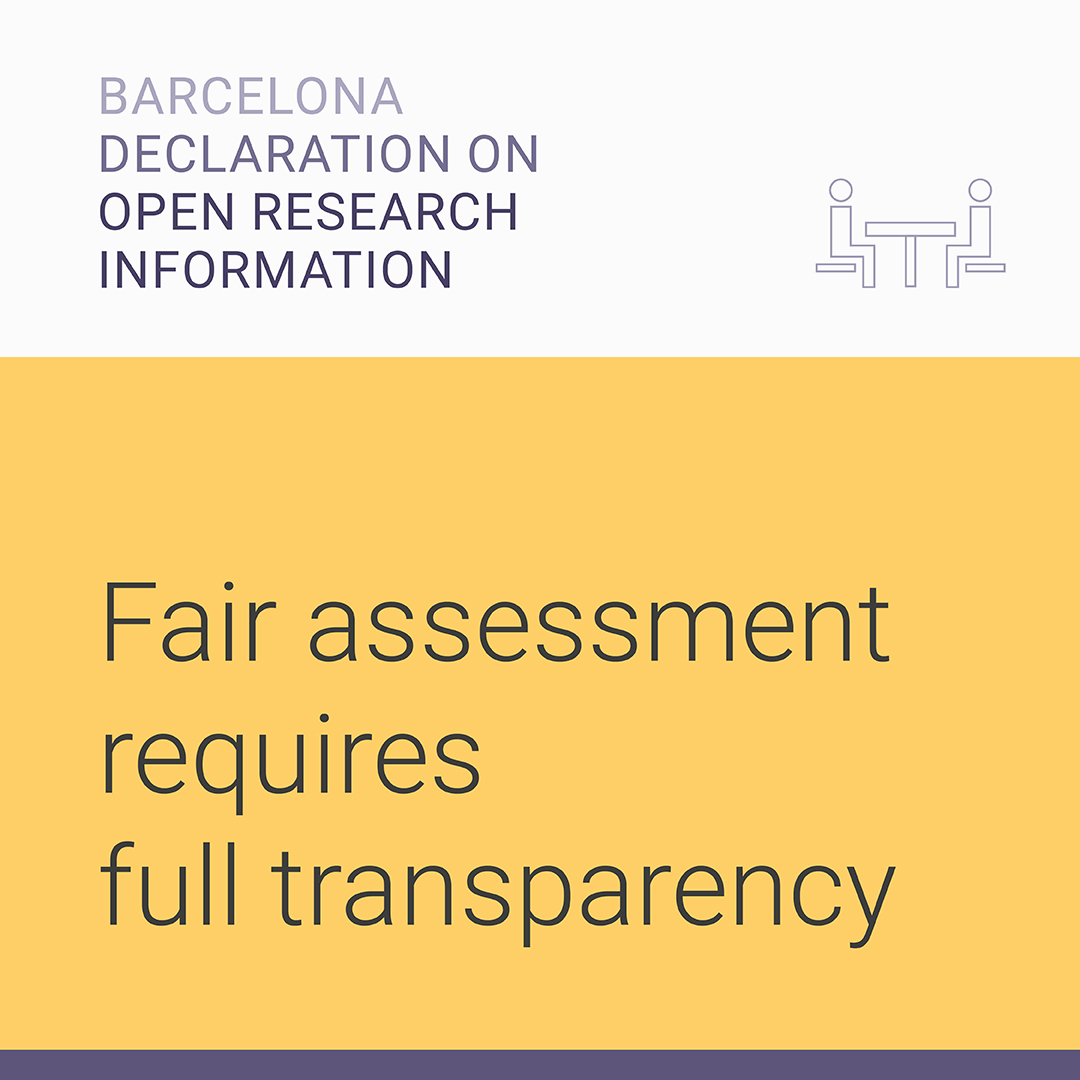 BARCELONA
DECLARATION ON
OPEN RESEARCH
INFORMATION
Fair assessment
requires
full transparency